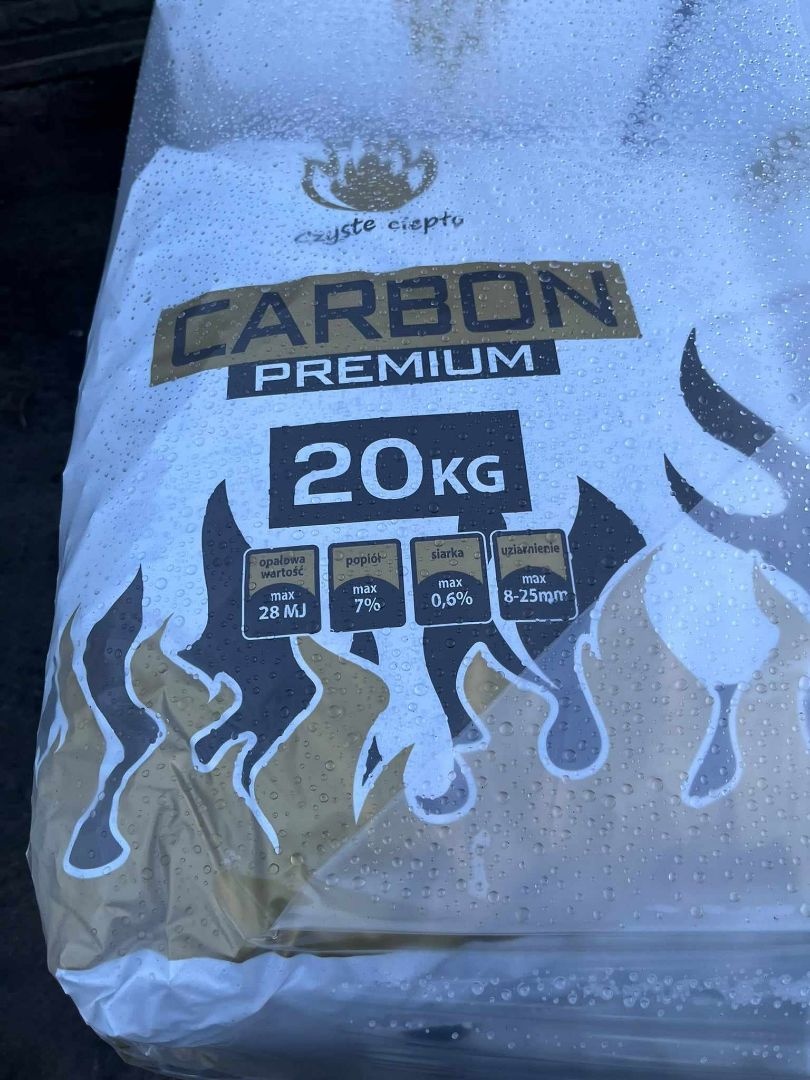 czyste ciepło
CARBON
PREMIUM
20KG
opałowa wartość
max
28 MJ
popiół
max
7%
siarka
max
0,6%
uziarnienie
max
8-25mm